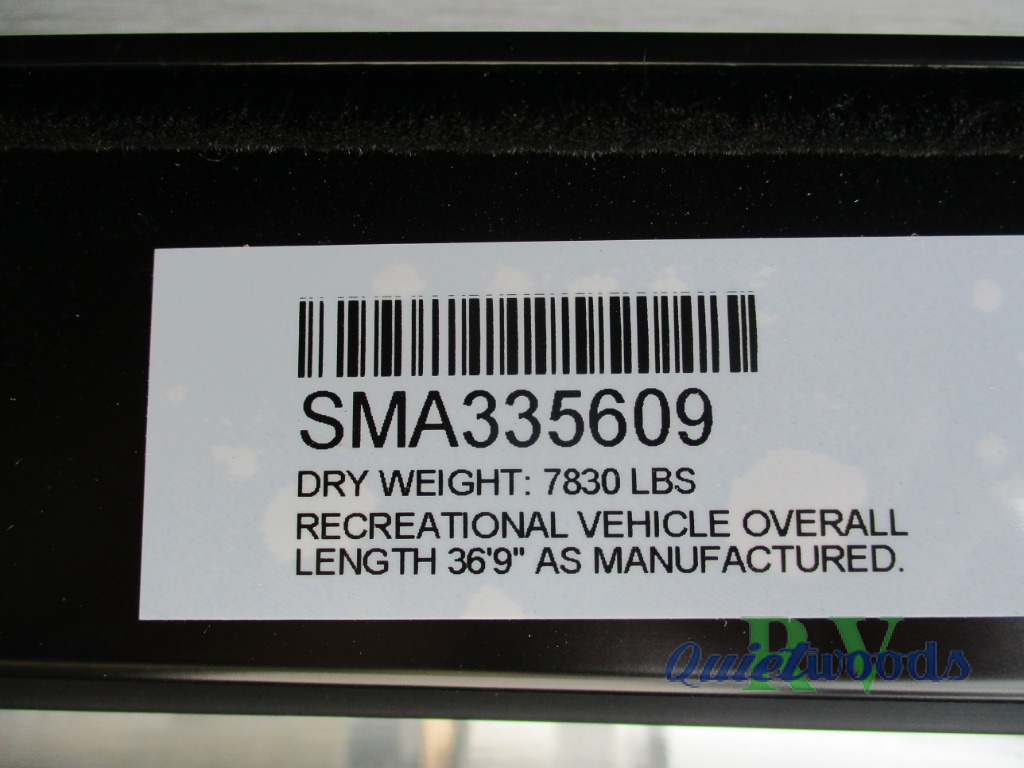 SMA335609
DRY WEIGHT: 7830 LBS
RECREATIONAL VEHICLE OVERALL
LENGTH 36'9" AS MANUFACTURED.
RV
Quietwoods